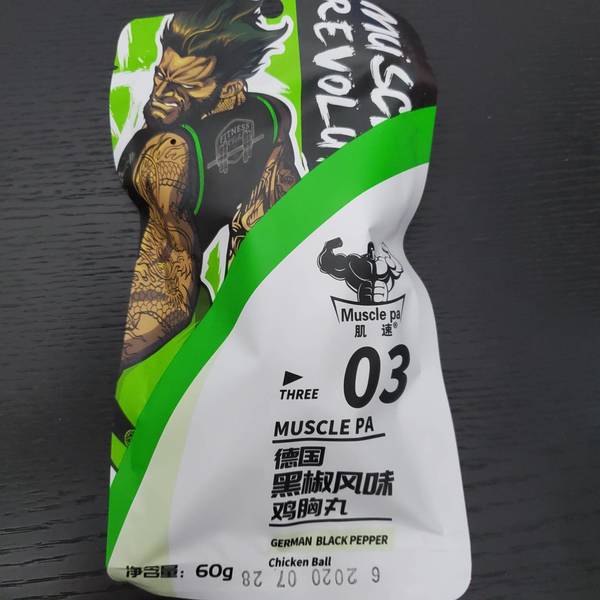 MUSC
REVOLU
FITNESS
Muscle pa
肌 速®
THREE 03
MUSCLE PA
德国
黑椒风味
鸡胸丸
GERMAN BLACK PEPPER
Chicken Ball
净含量：60g
2020 07 28